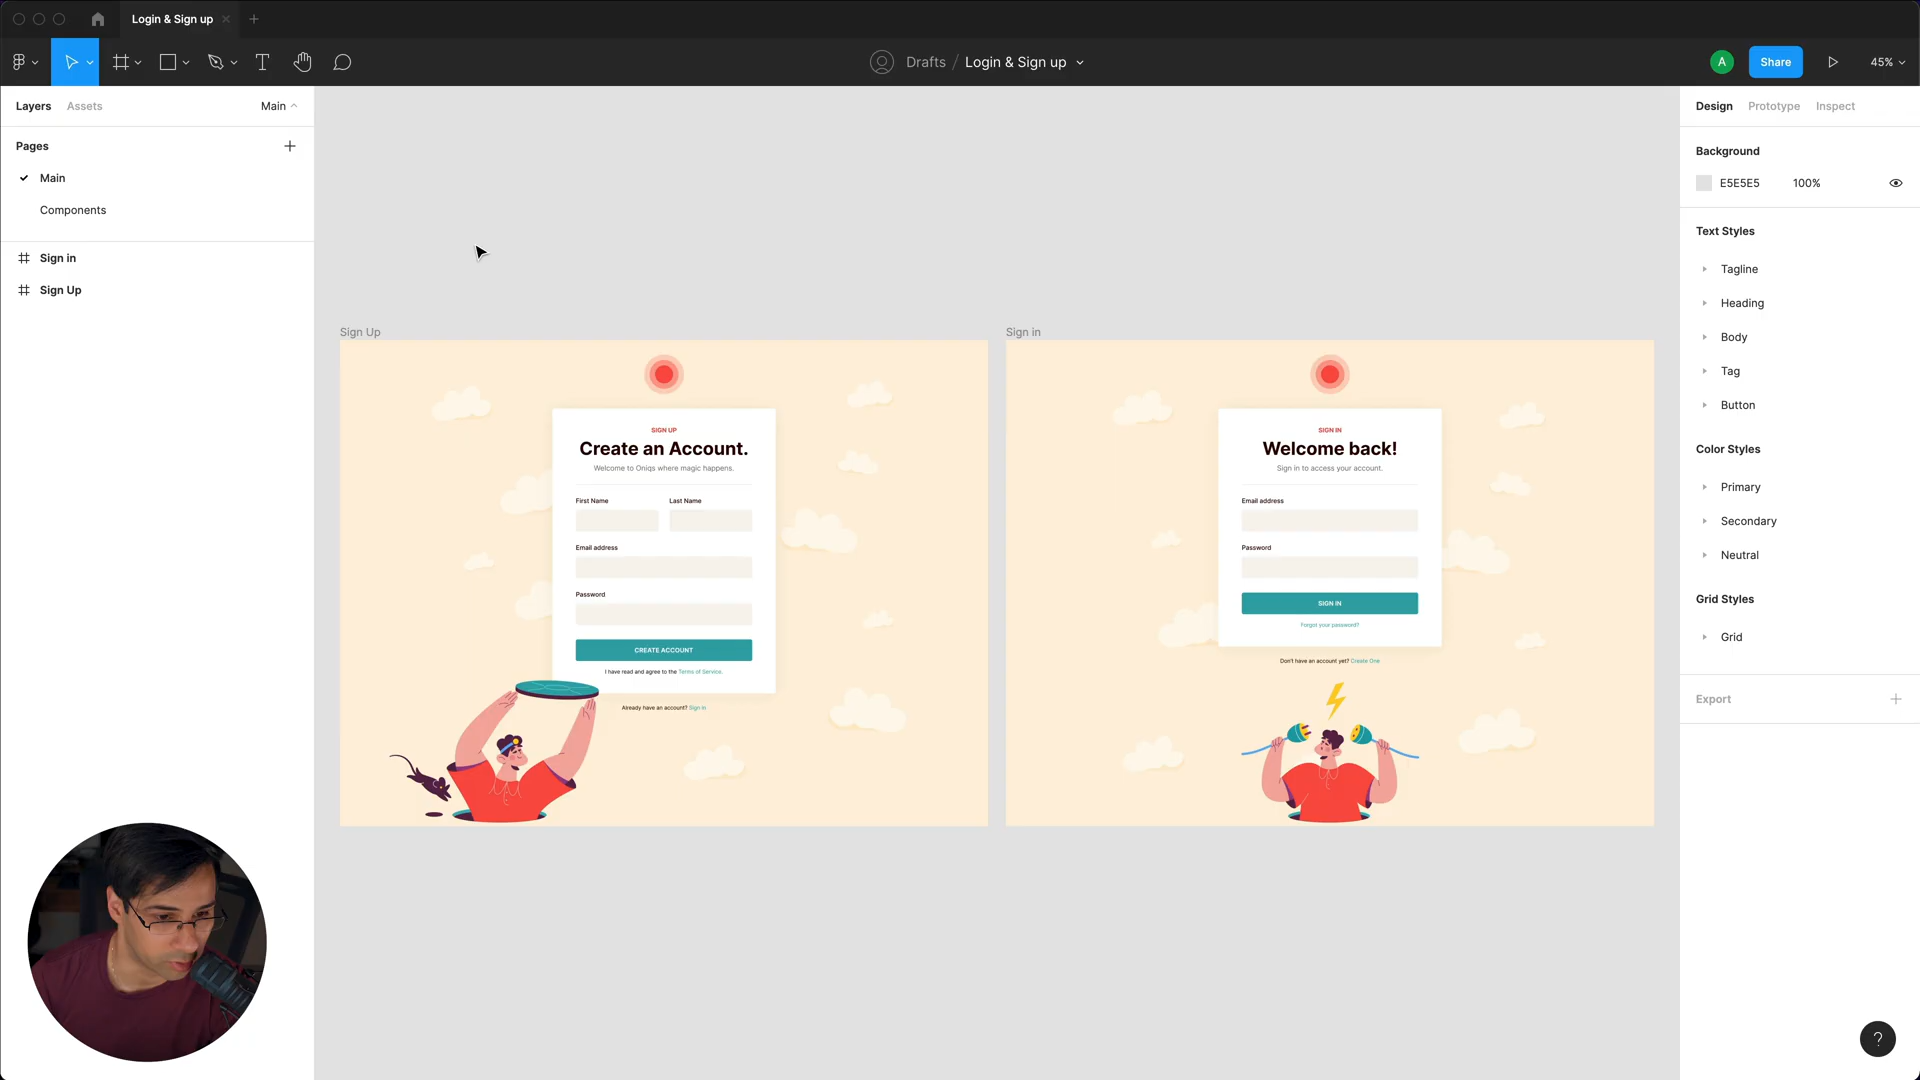 Login & Sign up
Drafts / Login & Sign up
A
Share
45%
Layers
Assets
Main
Pages
Main
Components
Sign in
Sign Up
Sign Up
SIGN UP
Create an Account.
Welcome to Oniqs where magic happens.
First Name
Last Name
Email address
Password
CREATE ACCOUNT
I have read and agree to the Terms of Service.
Already have an account? Sign in
Sign in
SIGN IN
Welcome back!
Sign in to access your account.
Email address
Password
SIGN IN
Forgot your password?
Don't have an account yet? Create One
Design
Prototype
Inspect
Background
E5E5E5
100%
Text Styles
Tagline
Heading
Body
Tag
Button
Color Styles
Primary
Secondary
Neutral
Grid Styles
Grid
Export
?